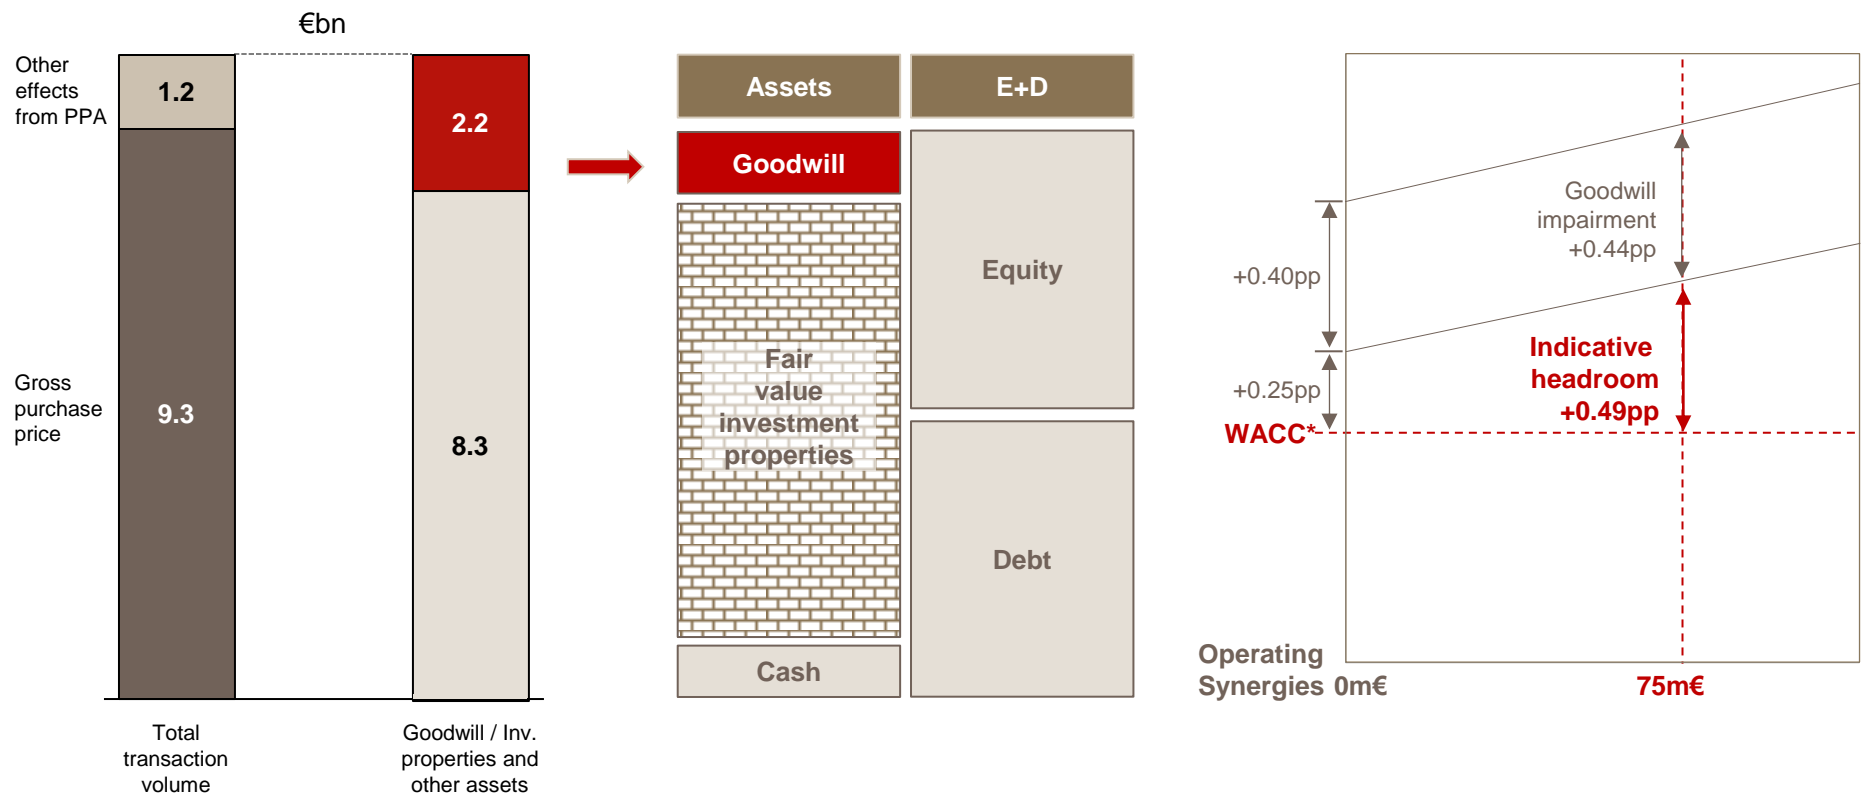 €bn
Other
effects
from PPA
1.2
2.2
Gross
purchase
price
9.3
8.3
Total
transaction
volume
Goodwill / Inv.
properties and
other assets
Assets
E+D
Goodwill
Equity
Fair
value
investment
properties
Debt
Cash
Goodwill
impairment
+0.44pp
+0.40pp
Indicative
headroom
+0.49pp
+0.25pp
WACC*
Operating
Synergies 0m€
75m€